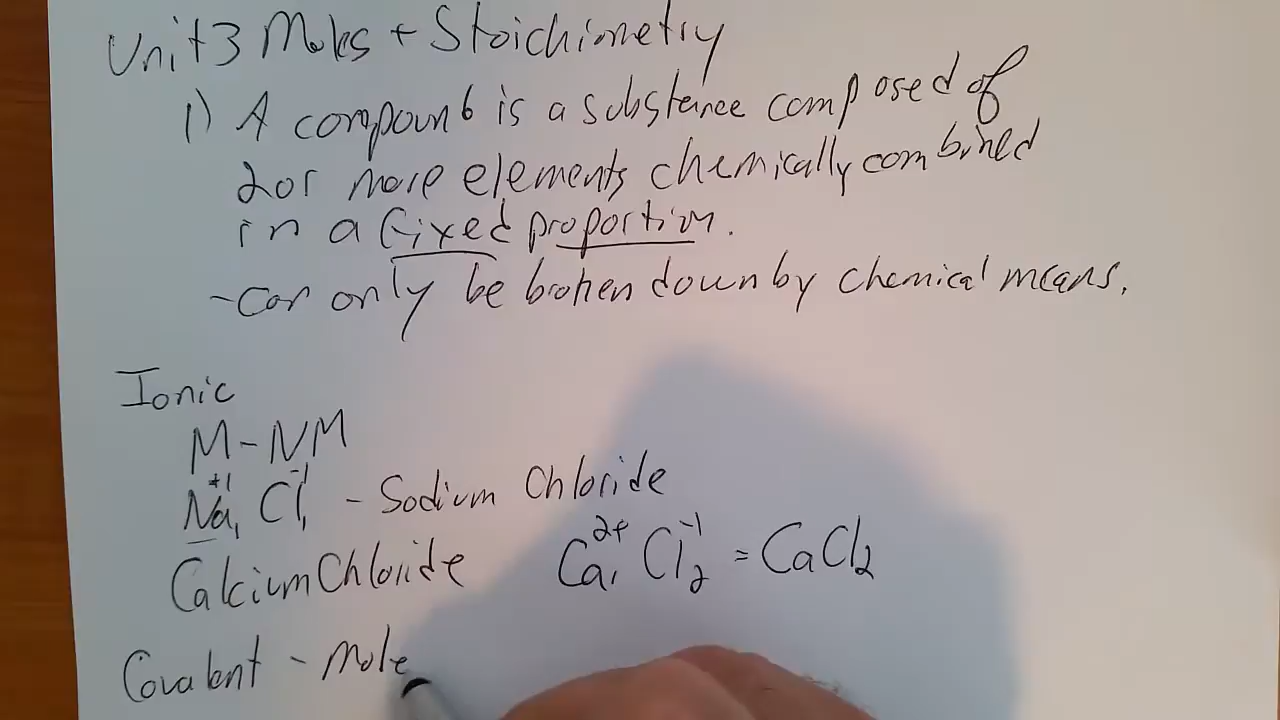 Unit 3 Moles + Stoichiometry
1) A compound is a substance composed of
2 or more elements chemically combined
in a fixed proportion.
- can only be broken down by chemical means.
Ionic
M-NM
Na₁⁺¹ Cl₁⁻¹ - Sodium Chloride
Calcium Chloride Ca₁²⁺ Cl₂⁻¹ = CaCl₂
Covalent - mole